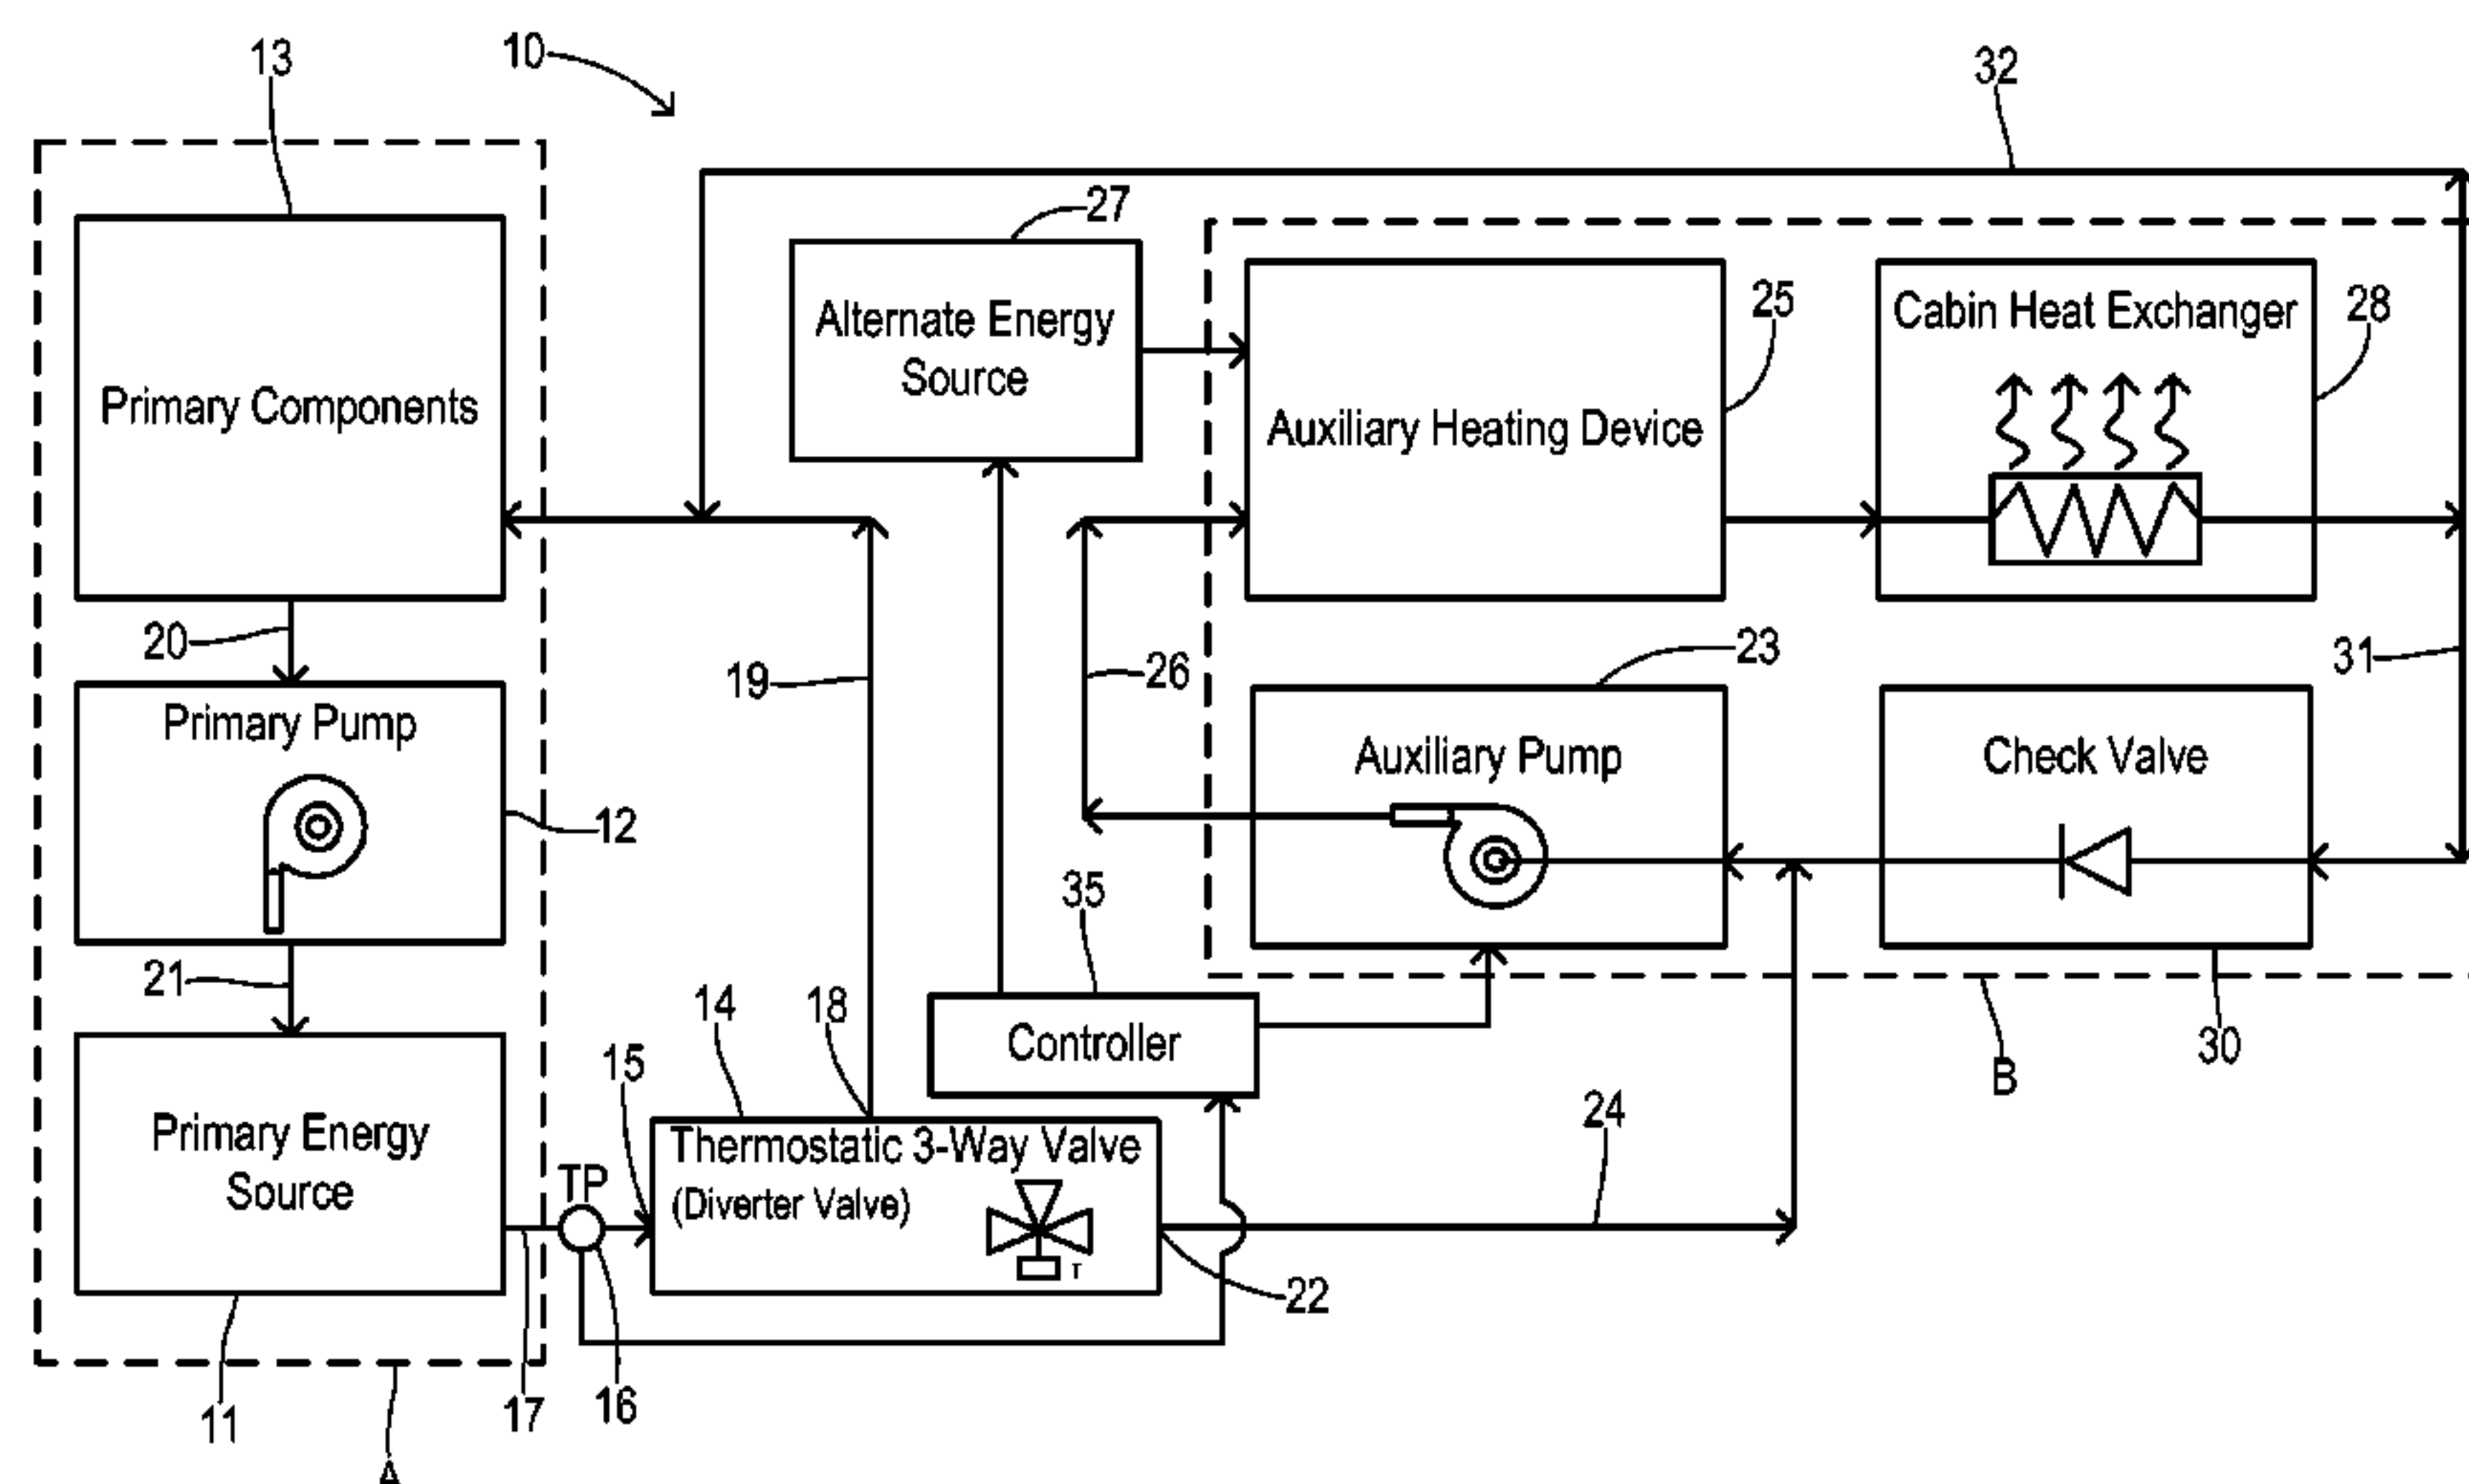 13
10
32
27
Alternate Energy
Source
25
Cabin Heat Exchanger
28
Primary Components
Auxiliary Heating Device
20
19
26
23
31
Primary Pump
12
Auxiliary Pump
Check Valve
35
21
14
18
Controller
30
B
15
24
Primary Energy
Source
TP
Thermostatic 3-Way Valve
(Diverter Valve)
T
22
11
17
16
A